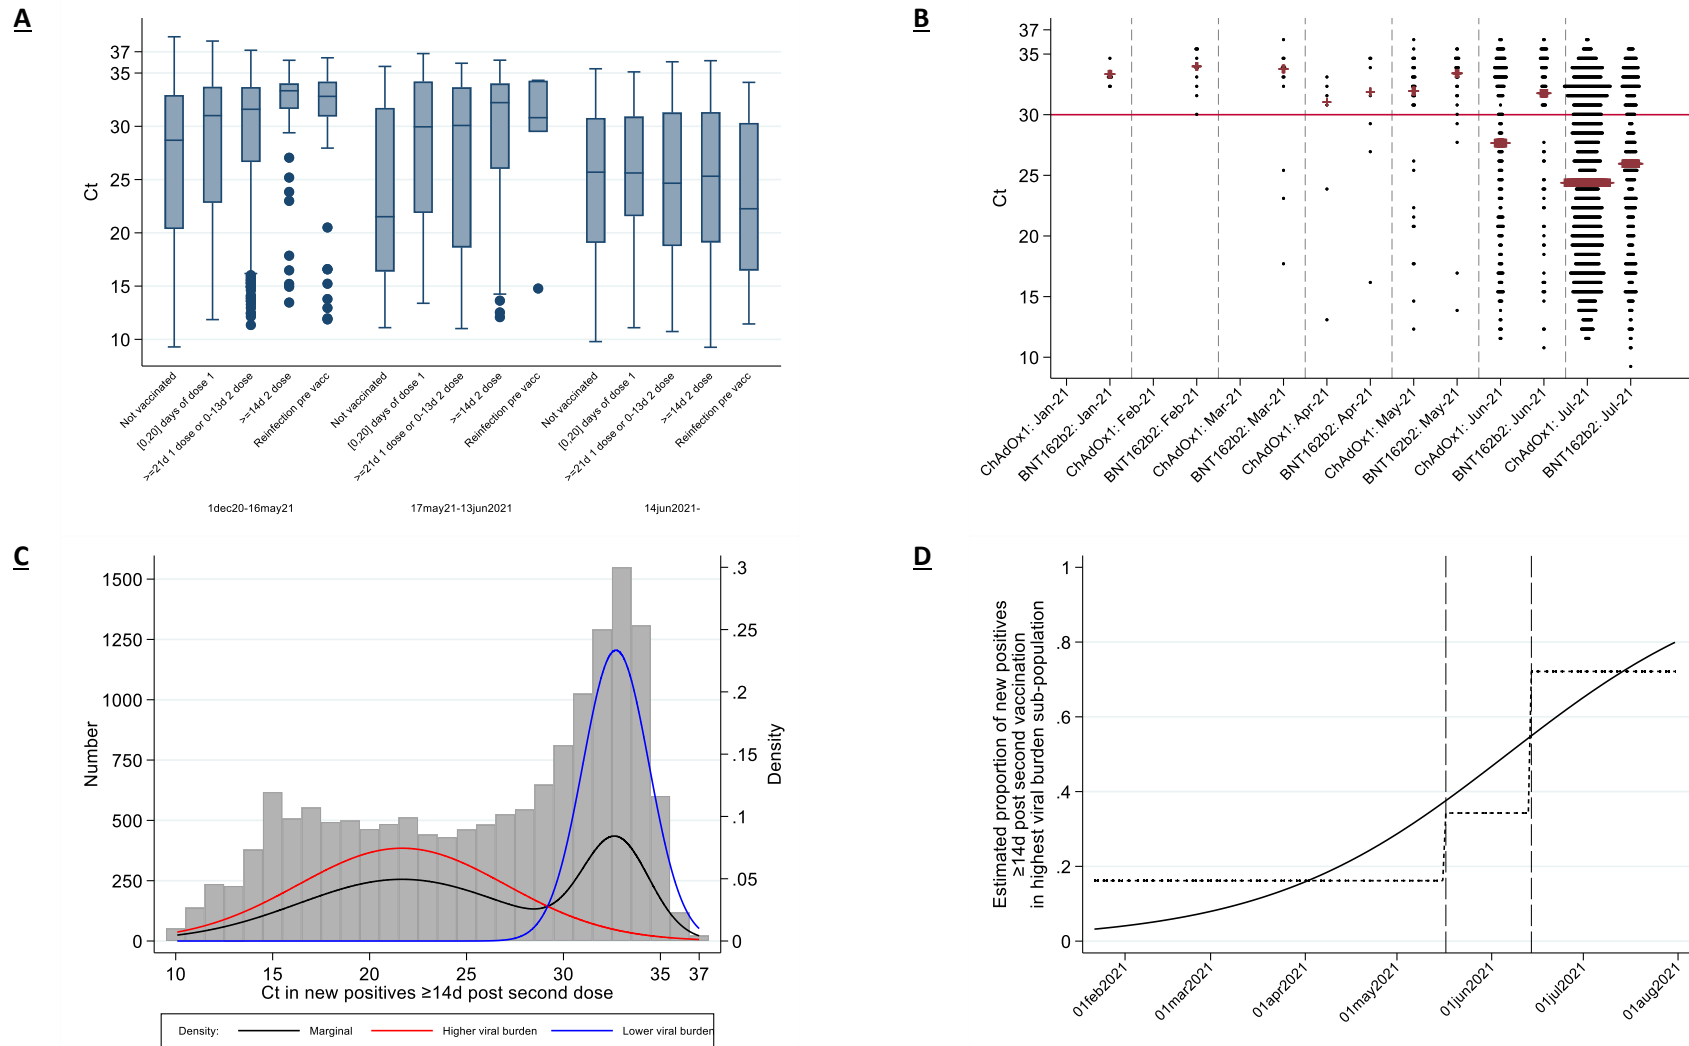 A
37
35
30
25
20
15
10
Ct
Not vaccinated
[0,20] days of dose 1
>=21d 1 dose or 0-13d 2 dose
>=14d 2 dose
Reinfection pre vacc
Not vaccinated
[0,20] days of dose 1
>=21d 1 dose or 0-13d 2 dose
>=14d 2 dose
Reinfection pre vacc
Not vaccinated
[0,20] days of dose 1
>=21d 1 dose or 0-13d 2 dose
>=14d 2 dose
Reinfection pre vacc
1dec20-16may21
17may21-13jun2021
14jun2021-
B
37
35
30
25
20
15
10
Ct
ChAdOx1: Jan-21
BNT162b2: Jan-21
ChAdOx1: Feb-21
BNT162b2: Feb-21
ChAdOx1: Mar-21
BNT162b2: Mar-21
ChAdOx1: Apr-21
BNT162b2: Apr-21
ChAdOx1: May-21
BNT162b2: May-21
ChAdOx1: Jun-21
BNT162b2: Jun-21
ChAdOx1: Jul-21
BNT162b2: Jul-21
C
1500
1250
1000
750
500
250
0
Number
.3
.25
.2
.15
.1
.05
0
Density
10
15
20
25
30
35
37
Ct in new positives ≥14d post second dose
Density:
Marginal
Higher viral burden
Lower viral burden
D
1
.8
.6
.4
.2
0
Estimated proportion of new positives
≥14d post second vaccination
in highest viral burden sub-population
01feb2021
01mar2021
01apr2021
01may2021
01jun2021
01jul2021
01aug2021